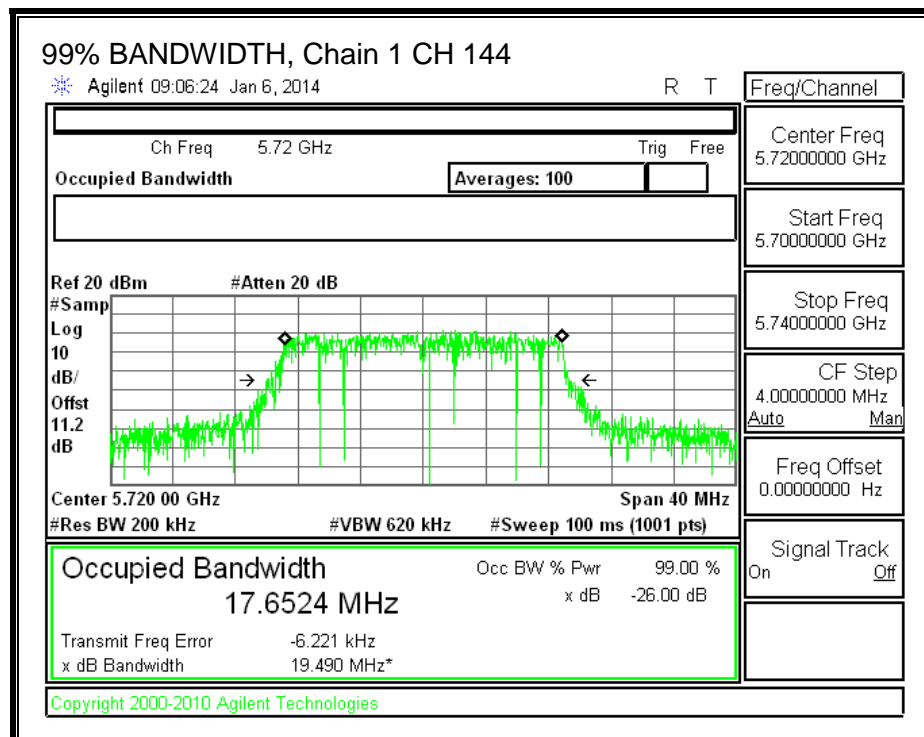 99% BANDWIDTH, Chain 1 CH 144
Agilent 09:06:24 Jan 6, 2014 R T
Freq/Channel
Ch Freq 5.72 GHz Trig Free
Occupied Bandwidth Averages: 100
Center Freq
5.72000000 GHz
Start Freq
5.70000000 GHz
Stop Freq
5.74000000 GHz
CF Step
4.00000000 MHz
Auto Man
Freq Offset
0.00000000 Hz
Signal Track
On Off
Ref 20 dBm #Atten 20 dB
#Samp
Log
10
dB/
Offst
11.2
dB
Center 5.720 00 GHz Span 40 MHz
#Res BW 200 kHz #VBW 620 kHz #Sweep 100 ms (1001 pts)
Occupied Bandwidth Occ BW % Pwr 99.00 %
17.6524 MHz x dB -26.00 dB
Transmit Freq Error -6.221 kHz
x dB Bandwidth 19.490 MHz*
Copyright 2000-2010 Agilent Technologies